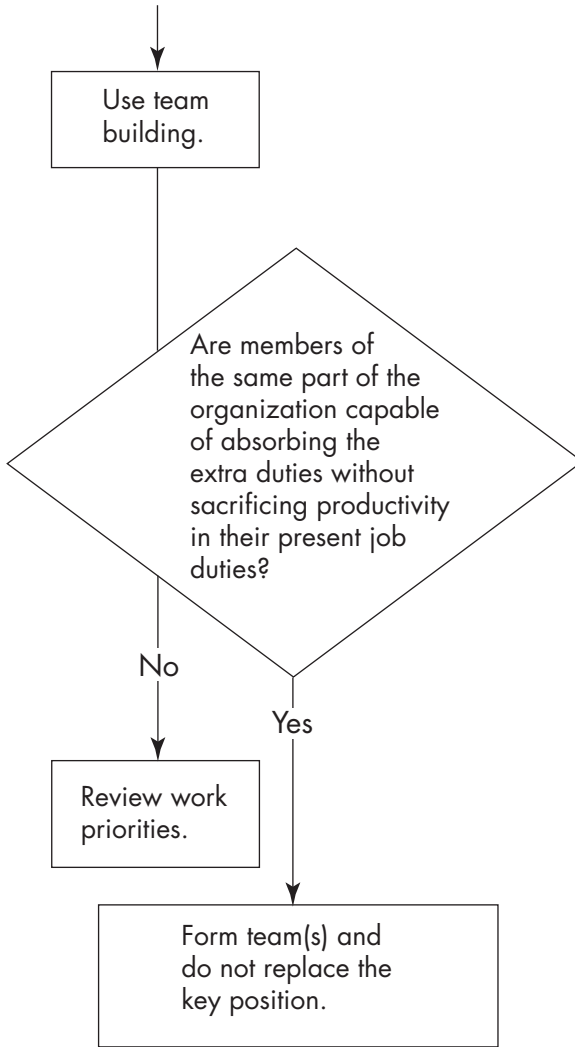 Use team
building.
Are members of
the same part of the
organization capable
of absorbing the
extra duties without
sacrificing productivity
in their present job
duties?
No
Yes
Review work
priorities.
Form team(s) and
do not replace the
key position.